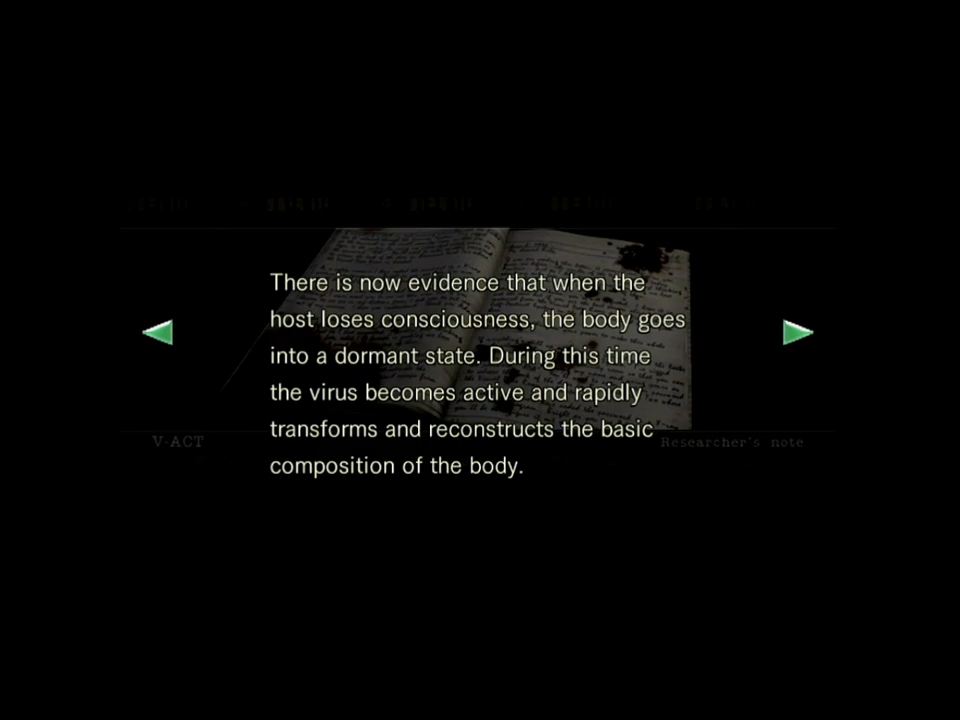 There is now evidence that when the
host loses consciousness, the body goes
into a dormant state. During this time
the virus becomes active and rapidly
transforms and reconstructs the basic
composition of the body.
V-ACT
Researcher's note